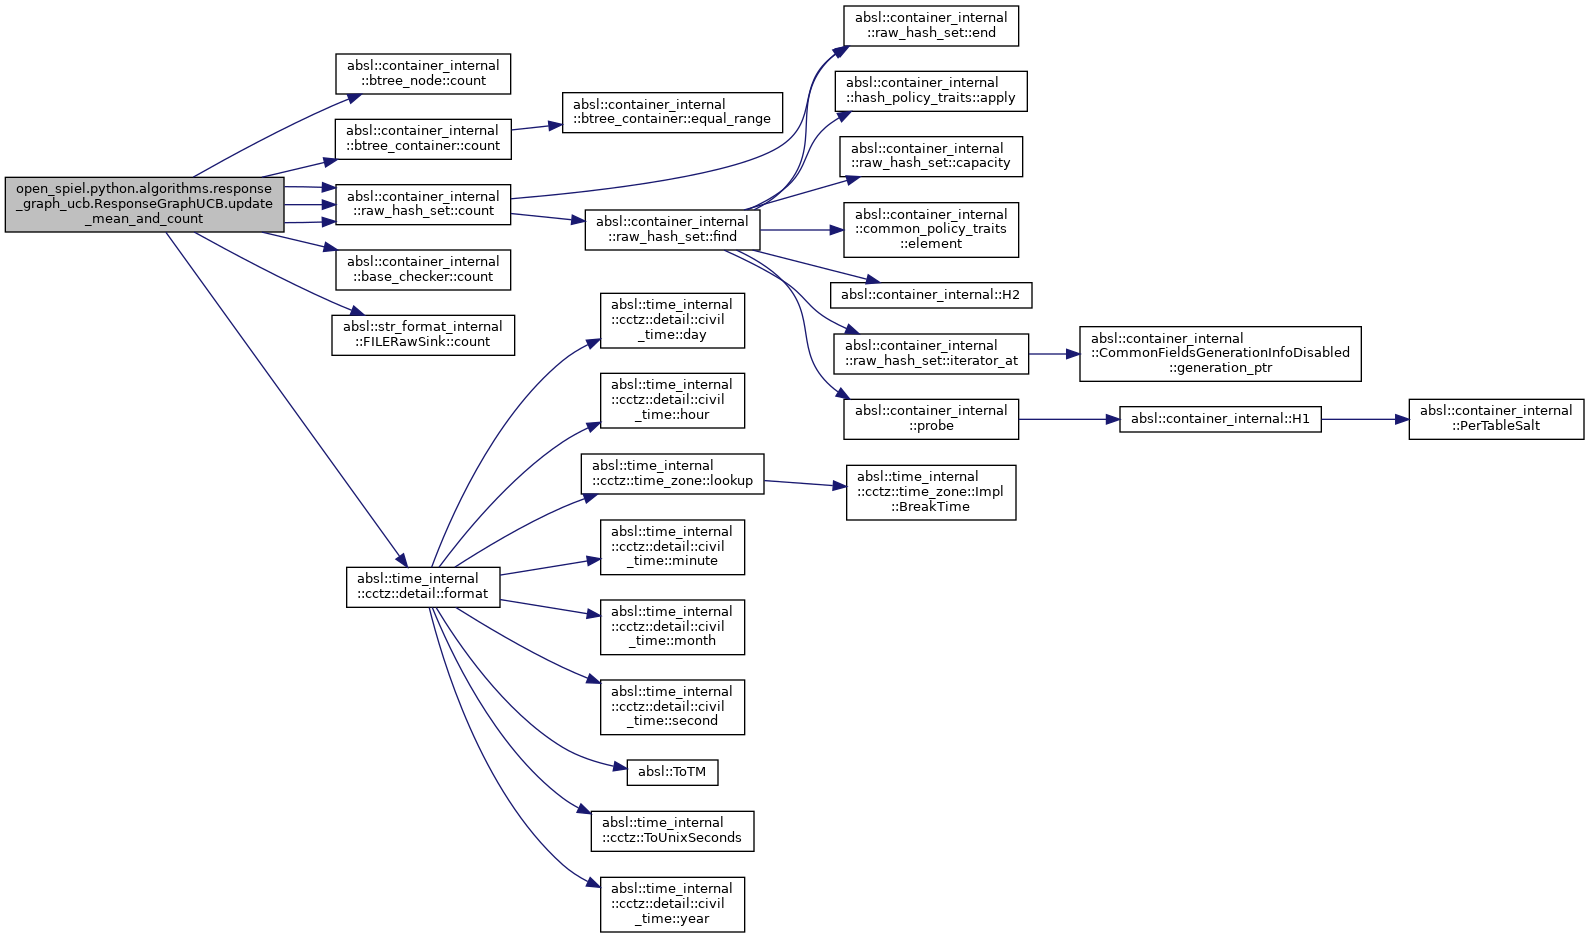 open_spiel.python.algorithms.response
_graph_ucb.ResponseGraphUCB.update
_mean_and_count
absl::container_internal
::btree_node::count
absl::container_internal
::btree_container::count
absl::container_internal
::btree_container::equal_range
absl::container_internal
::raw_hash_set::count
absl::container_internal
::raw_hash_set::end
absl::container_internal
::raw_hash_set::find
absl::container_internal
::hash_policy_traits::apply
absl::container_internal
::raw_hash_set::capacity
absl::container_internal
::common_policy_traits
::element
absl::container_internal::H2
absl::container_internal
::raw_hash_set::iterator_at
absl::container_internal
::CommonFieldsGenerationInfoDisabled
::generation_ptr
absl::container_internal
::probe
absl::container_internal::H1
absl::container_internal
::PerTableSalt
absl::container_internal
::base_checker::count
absl::str_format_internal
::FILERawSink::count
absl::time_internal
::cctz::detail::format
absl::time_internal
::cctz::detail::civil
_time::day
absl::time_internal
::cctz::detail::civil
_time::hour
absl::time_internal
::cctz::time_zone::lookup
absl::time_internal
::cctz::time_zone::Impl
::BreakTime
absl::time_internal
::cctz::detail::civil
_time::minute
absl::time_internal
::cctz::detail::civil
_time::month
absl::time_internal
::cctz::detail::civil
_time::second
absl::ToTM
absl::time_internal
::cctz::ToUnixSeconds
absl::time_internal
::cctz::detail::civil
_time::year